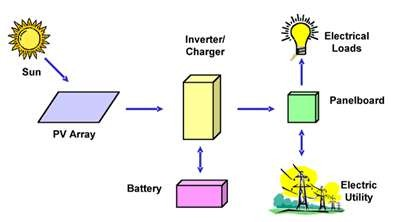 Inverter/
Charger
Electrical
Loads
Sun
Panelboard
PV Array
Battery
Electric
Utility